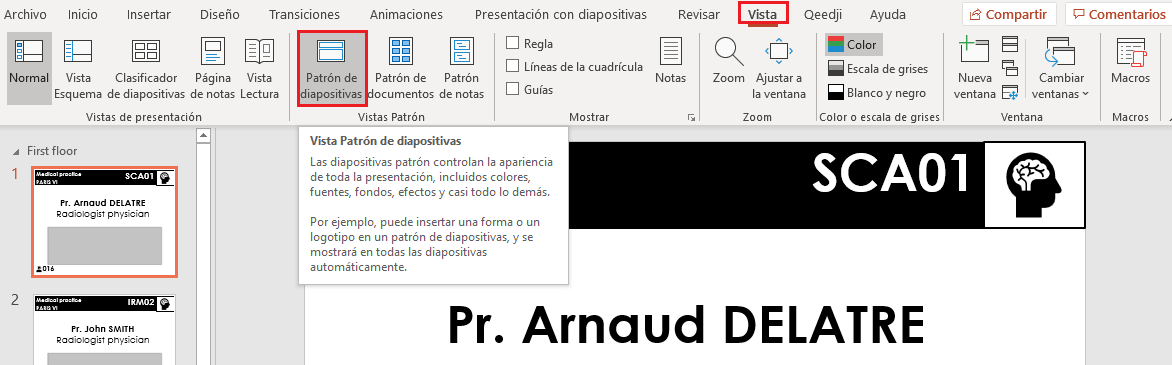 Archivo Inicio Insertar Diseño Transiciones Animaciones Presentación con diapositivas Revisar Vista Qeedji Ayuda Compartir Comentarios
Normal
Vista
Esquema
Clasificador
de diapositivas
Página
de notas
Vista
Lectura
Vistas de presentación
Patrón de
diapositivas
Patrón de
documentos
Patrón
de notas
Vistas Patrón
Regla
Líneas de la cuadrícula
Guías
Notas
Mostrar
Zoom
Ajustar a
la ventana
Zoom
Color
Escala de grises
Blanco y negro
Color o escala de grises
Nueva
ventana
Cambiar
ventanas
Ventana
Macros
Macros
Vista Patrón de diapositivas
Las diapositivas patrón controlan la apariencia
de toda la presentación, incluidos colores,
fuentes, fondos, efectos y casi todo lo demás.
Por ejemplo, puede insertar una forma o un
logotipo en un patrón de diapositivas, y se
mostrará en todas las diapositivas
automáticamente.
First floor
1
Medical practice
PARIS VI
SCA01
Pr. Arnaud DELATRE
Radiologist physician
016
2
Medical practice
PARIS VI
IRM02
Pr. John SMITH
Radiologist physician
SCA01
Pr. Arnaud DELATRE